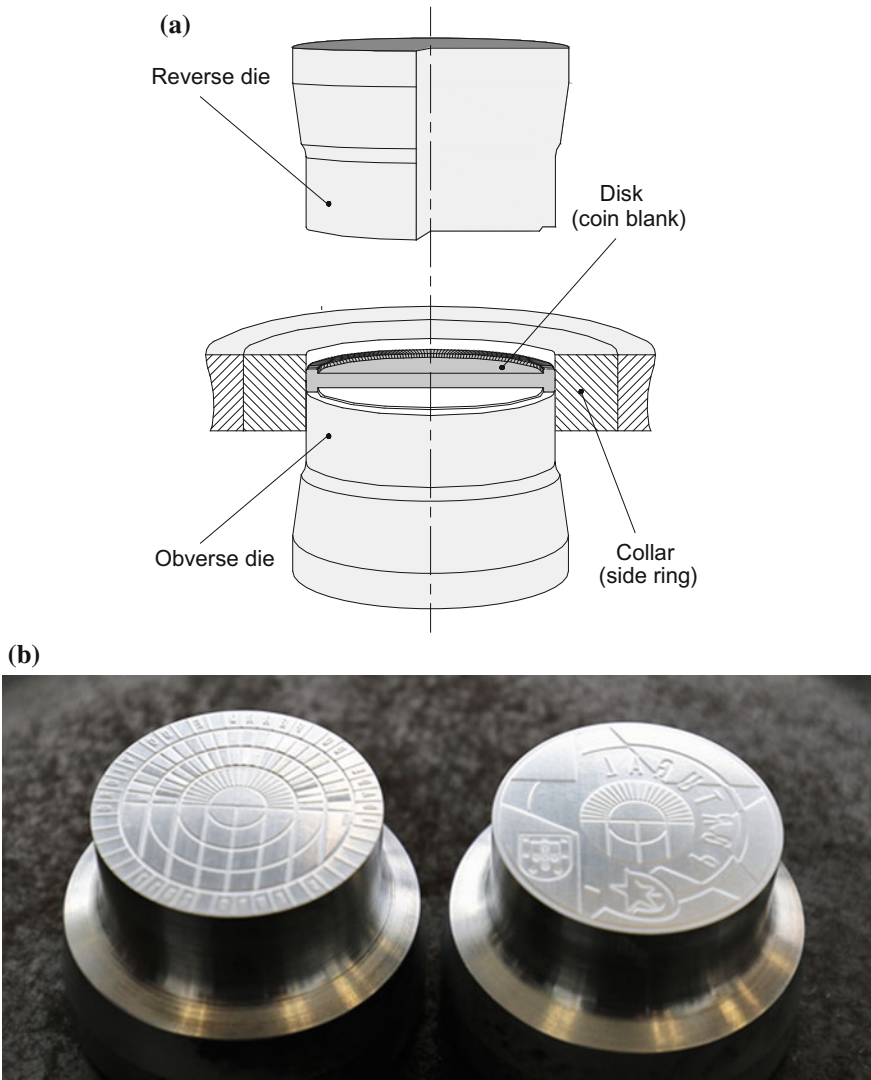 (a)
Reverse die
Disk
(coin blank)
Obverse die
Collar
(side ring)
(b)